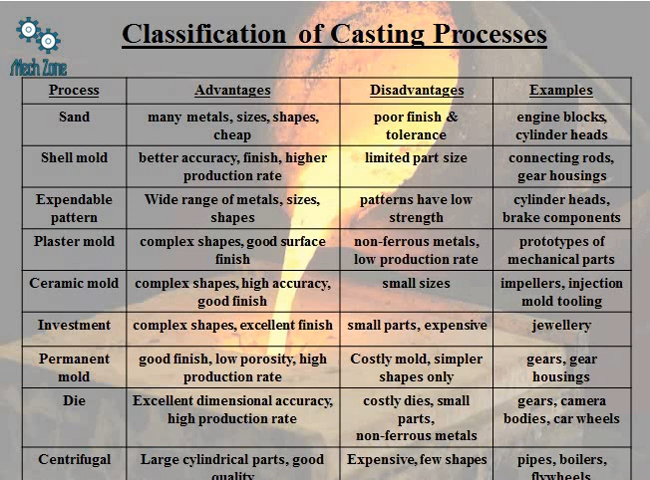 Mech Zone
Classification of Casting Processes
Process Advantages Disadvantages Examples
Sand many metals, sizes, shapes, cheap poor finish & tolerance engine blocks, cylinder heads
Shell mold better accuracy, finish, higher production rate limited part size connecting rods, gear housings
Expendable pattern Wide range of metals, sizes, shapes patterns have low strength cylinder heads, brake components
Plaster mold complex shapes, good surface finish non-ferrous metals, low production rate prototypes of mechanical parts
Ceramic mold complex shapes, high accuracy, good finish small sizes impellers, injection mold tooling
Investment complex shapes, excellent finish small parts, expensive jewellery
Permanent mold good finish, low porosity, high production rate Costly mold, simpler shapes only gears, gear housings
Die Excellent dimensional accuracy, high production rate costly dies, small parts, non-ferrous metals gears, camera bodies, car wheels
Centrifugal Large cylindrical parts, good quality Expensive, few shapes pipes, boilers, flywheels